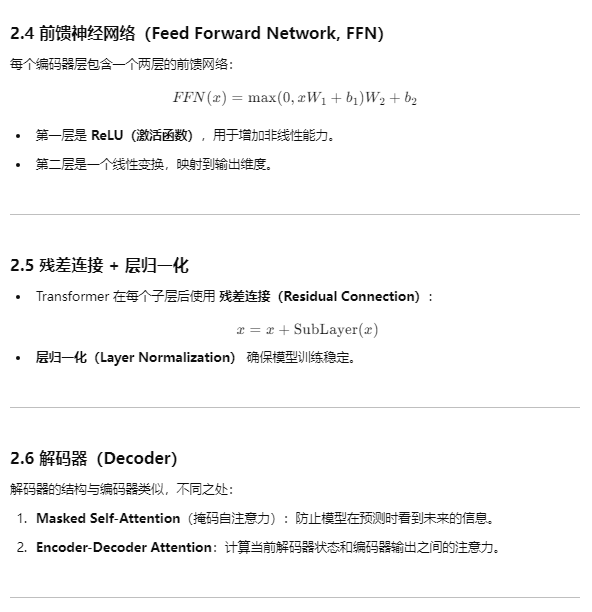 2.4 前馈神经网络（Feed Forward Network, FFN）
每个编码器层包含一个两层的前馈网络：
FFN(x) = max(0, xW₁ + b₁)W₂ + b₂
• 第一层是 ReLU（激活函数），用于增加非线性能力。
• 第二层是一个线性变换，映射到输出维度。
2.5 残差连接 + 层归一化
• Transformer 在每个子层后使用 残差连接（Residual Connection）：
x = x + SubLayer(x)
• 层归一化（Layer Normalization） 确保模型训练稳定。
2.6 解码器（Decoder）
解码器的结构与编码器类似，不同之处：
1. Masked Self-Attention（掩码自注意力）：防止模型在预测时看到未来的信息。
2. Encoder-Decoder Attention：计算当前解码器状态和编码器输出之间的注意力。